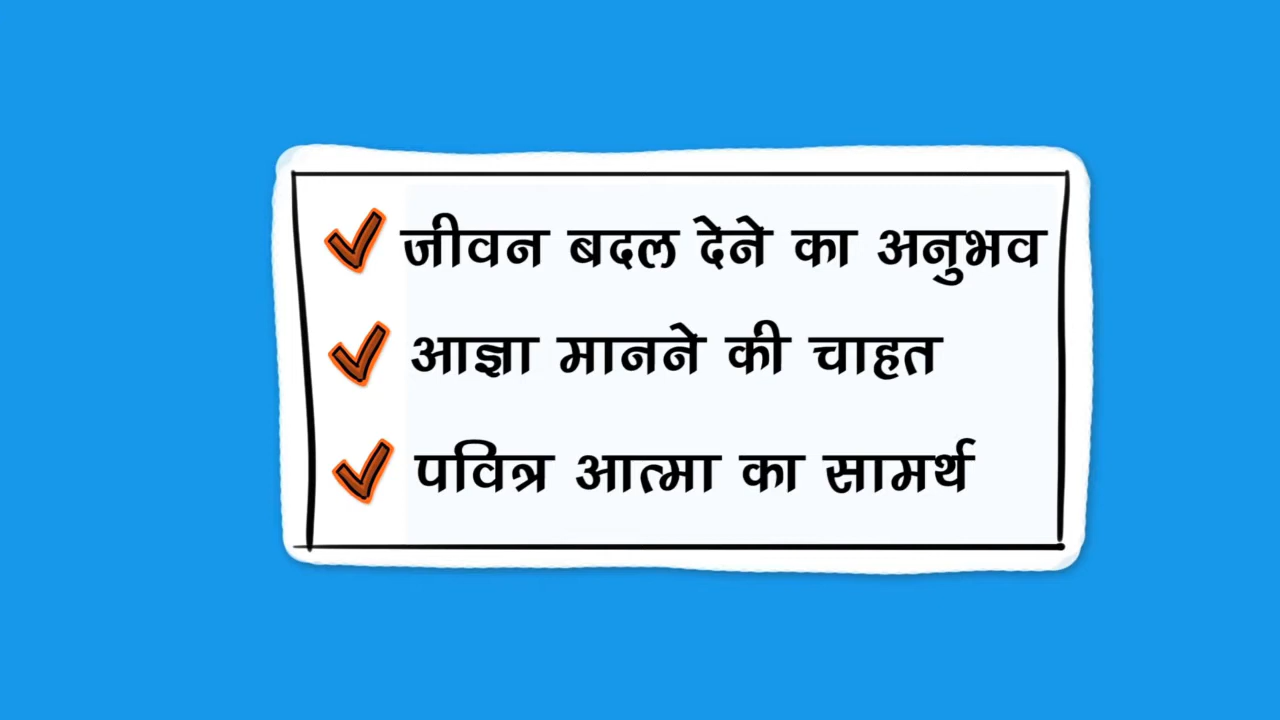 जीवन बदल देने का अनुभव
आज्ञा मानने की चाहत
पवित्र आत्मा का सामर्थ